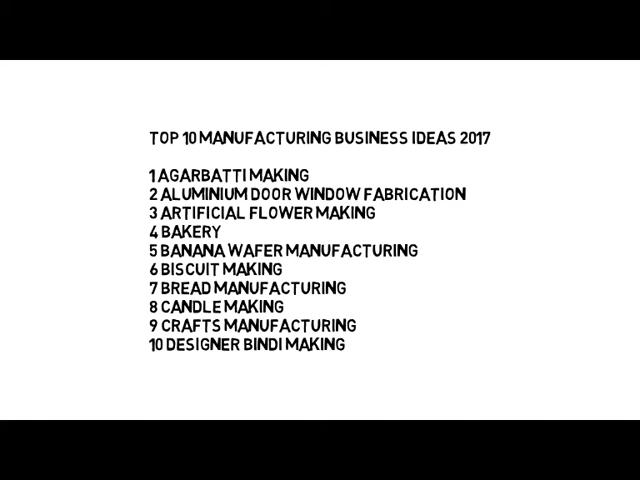 TOP 10 MANUFACTURING BUSINESS IDEAS 2017
1 AGARBATTI MAKING
2 ALUMINIUM DOOR WINDOW FABRICATION
3 ARTIFICIAL FLOWER MAKING
4 BAKERY
5 BANANA WAFER MANUFACTURING
6 BISCUIT MAKING
7 BREAD MANUFACTURING
8 CANDLE MAKING
9 CRAFTS MANUFACTURING
10 DESIGNER BINDI MAKING